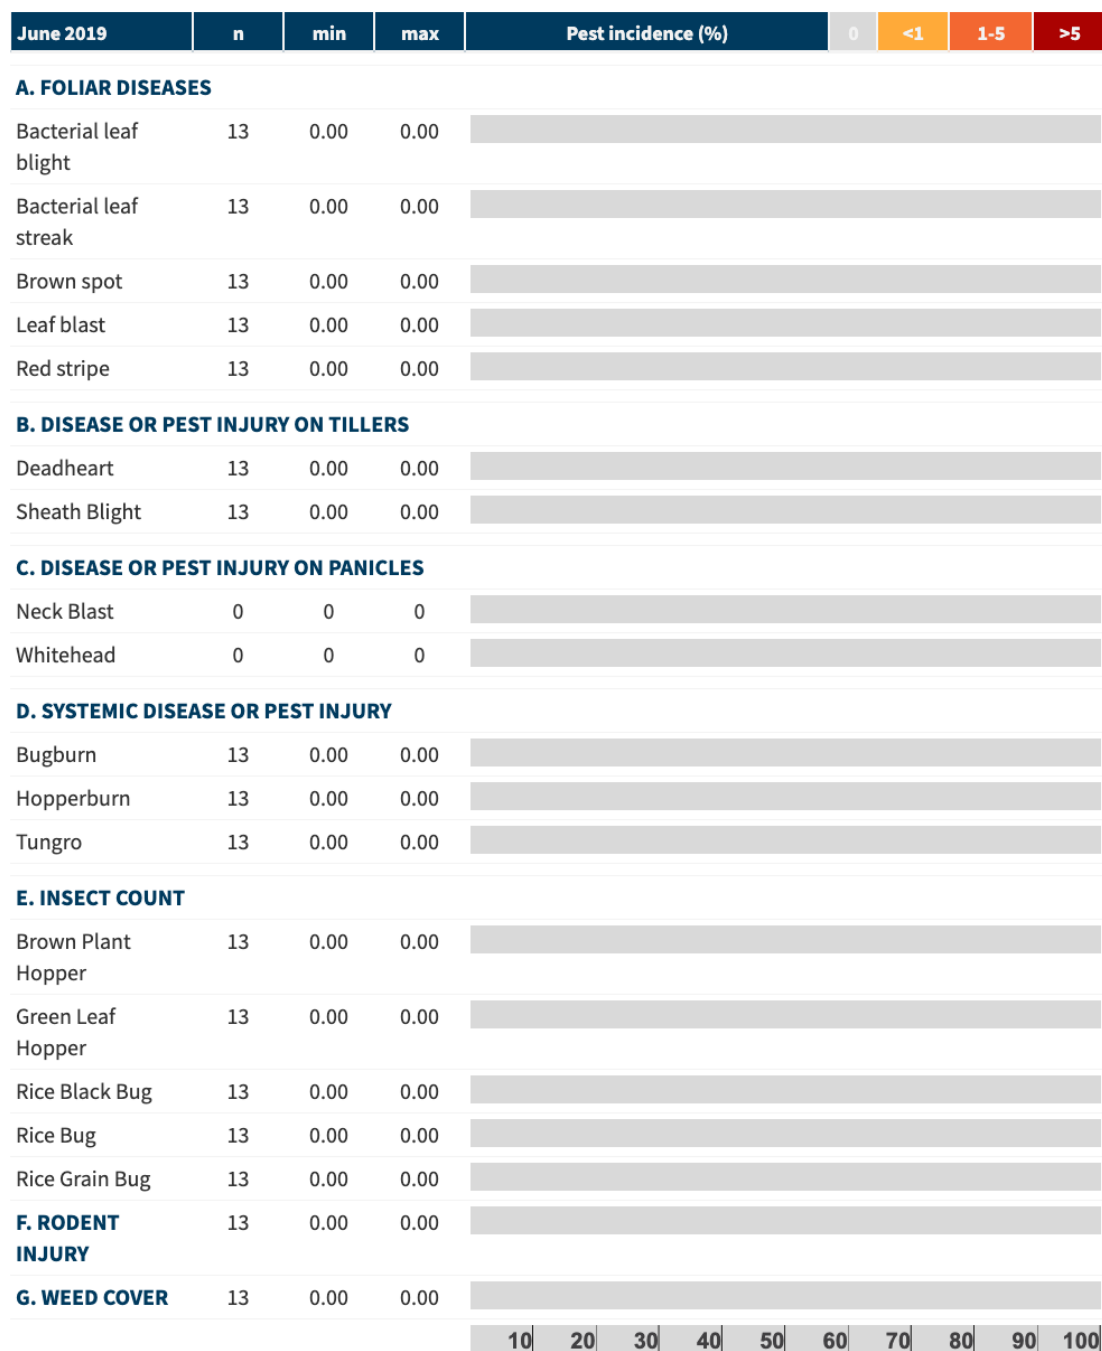 June 2019 n min max Pest incidence (%) 0 <1 1-5 >5
A. FOLIAR DISEASES
Bacterial leaf 13 0.00 0.00
blight
Bacterial leaf 13 0.00 0.00
streak
Brown spot 13 0.00 0.00
Leaf blast 13 0.00 0.00
Red stripe 13 0.00 0.00
B. DISEASE OR PEST INJURY ON TILLERS
Deadheart 13 0.00 0.00
Sheath Blight 13 0.00 0.00
C. DISEASE OR PEST INJURY ON PANICLES
Neck Blast 0 0 0
Whitehead 0 0 0
D. SYSTEMIC DISEASE OR PEST INJURY
Bugburn 13 0.00 0.00
Hopperburn 13 0.00 0.00
Tungro 13 0.00 0.00
E. INSECT COUNT
Brown Plant 13 0.00 0.00
Hopper
Green Leaf 13 0.00 0.00
Hopper
Rice Black Bug 13 0.00 0.00
Rice Bug 13 0.00 0.00
Rice Grain Bug 13 0.00 0.00
F. RODENT 13 0.00 0.00
INJURY
G. WEED COVER 13 0.00 0.00
10 20 30 40 50 60 70 80 90 100